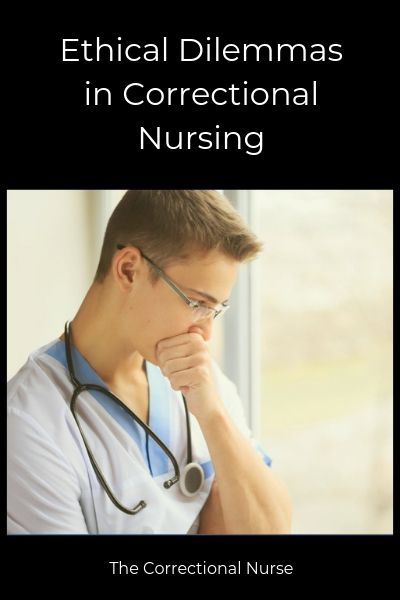 Ethical Dilemmas
in Correctional
Nursing
The Correctional Nurse